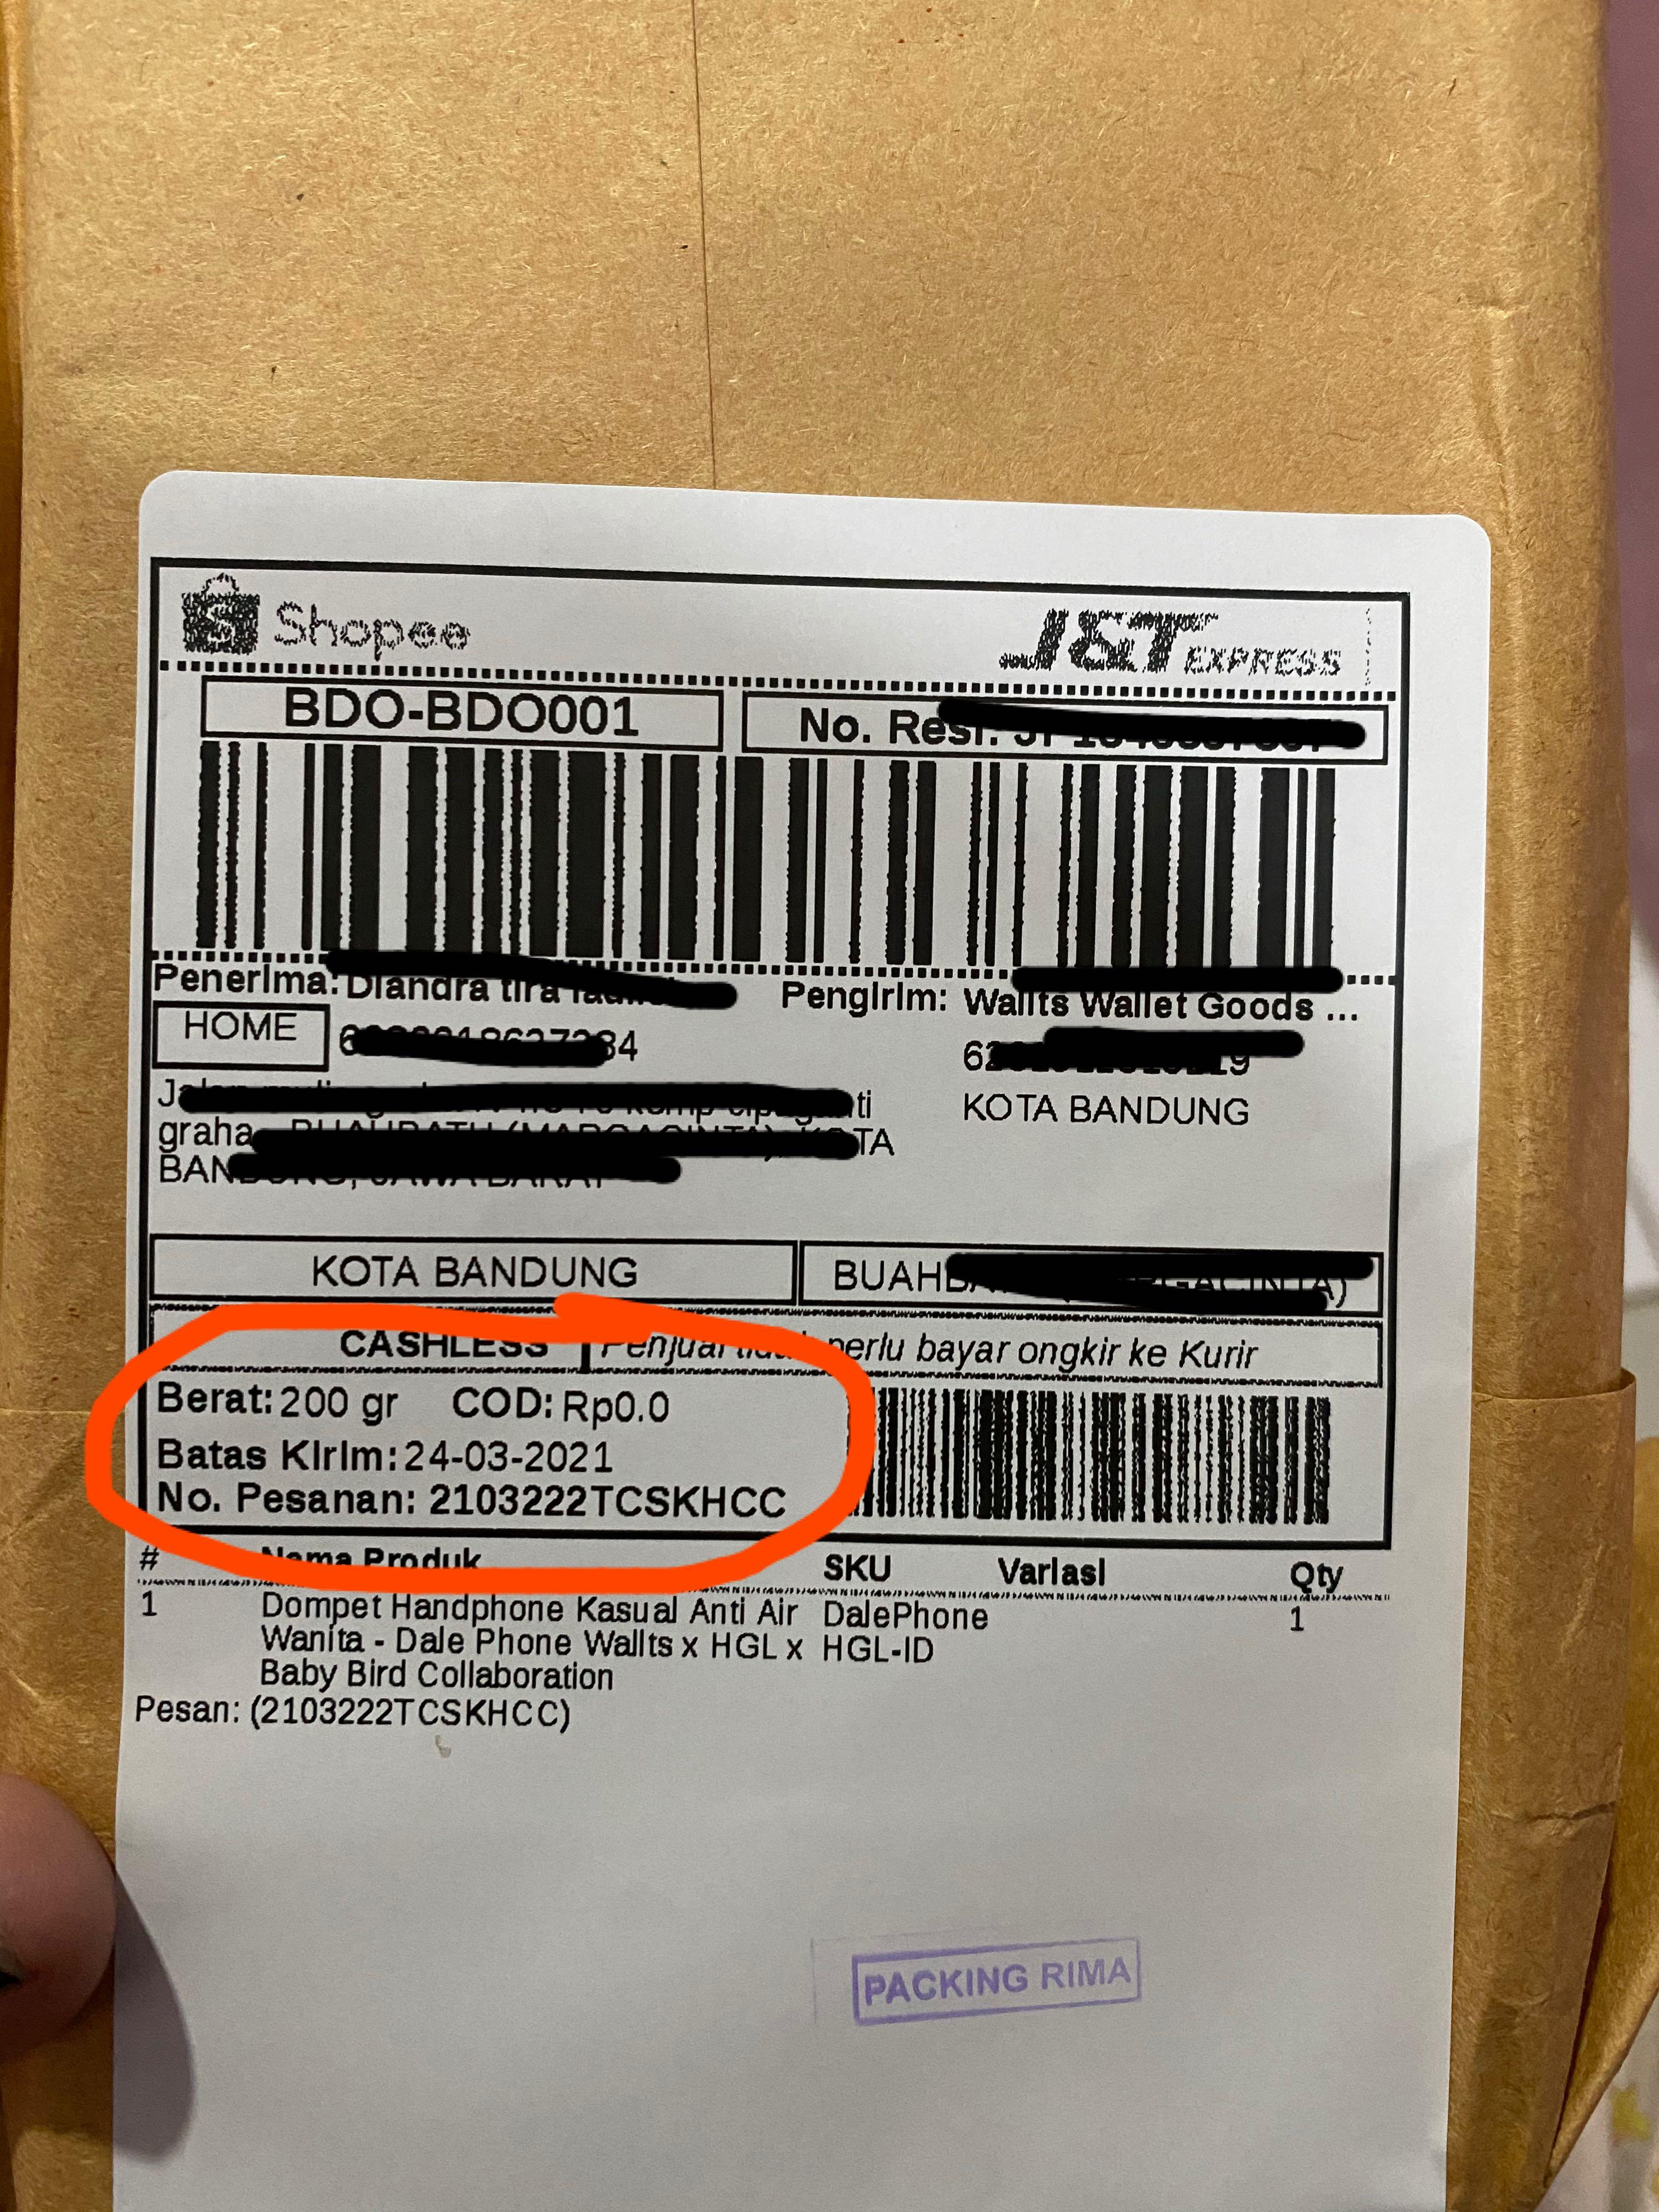 Shopee
J&T EXPRESS
BDO-BDO001
No. Resi:
Penerima: Diandra tira
Pengirim: Wallts Wallet Goods ...
HOME
KOTA BANDUNG
graha
KOTA BANDUNG
CASHLESS
perlu bayar ongkir ke Kurir
Berat: 200 gr COD: Rp0.0
Batas Kirim: 24-03-2021
No. Pesanan: 2103222TCSKHCC
# Nama Produk SKU Variasi Qty
1 Dompet Handphone Kasual Anti Air DalePhone 1
Wanita - Dale Phone Wallts x HGL x HGL-ID
Baby Bird Collaboration
Pesan: (2103222TCSKHCC)
PACKING RIMA